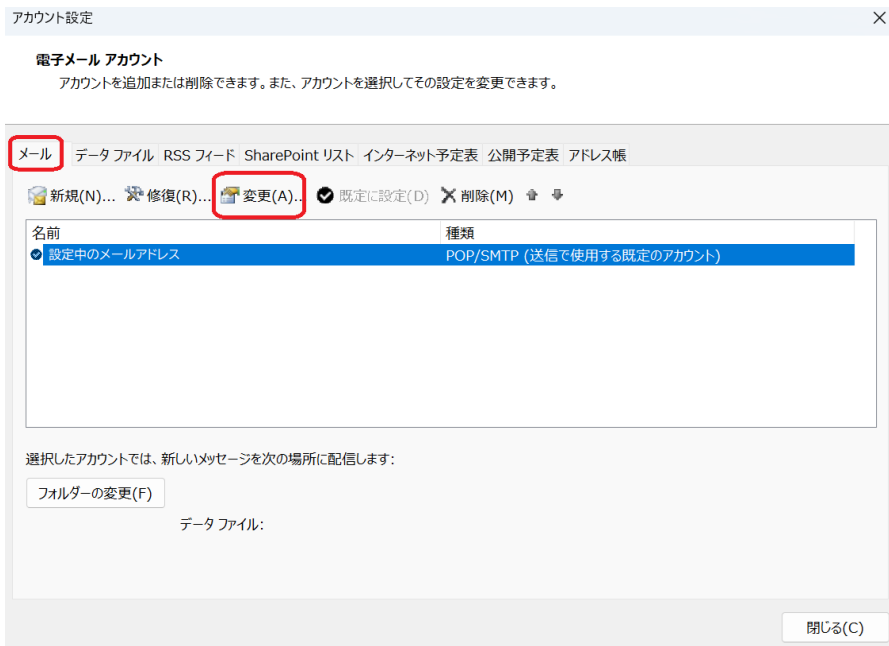 アカウント設定
電子メール アカウント
アカウントを追加または削除できます。また、アカウントを選択してその設定を変更できます。
メール データ ファイル RSS フィード SharePoint リスト インターネット予定表 公開予定表 アドレス帳
新規(N)... 修復(R)... 変更(A)... 既定に設定(D) 削除(M)
名前 種類
設定中のメールアドレス POP/SMTP (送信で使用する既定のアカウント)
選択したアカウントでは、新しいメッセージを次の場所に配信します:
フォルダーの変更(F)
データ ファイル:
閉じる(C)